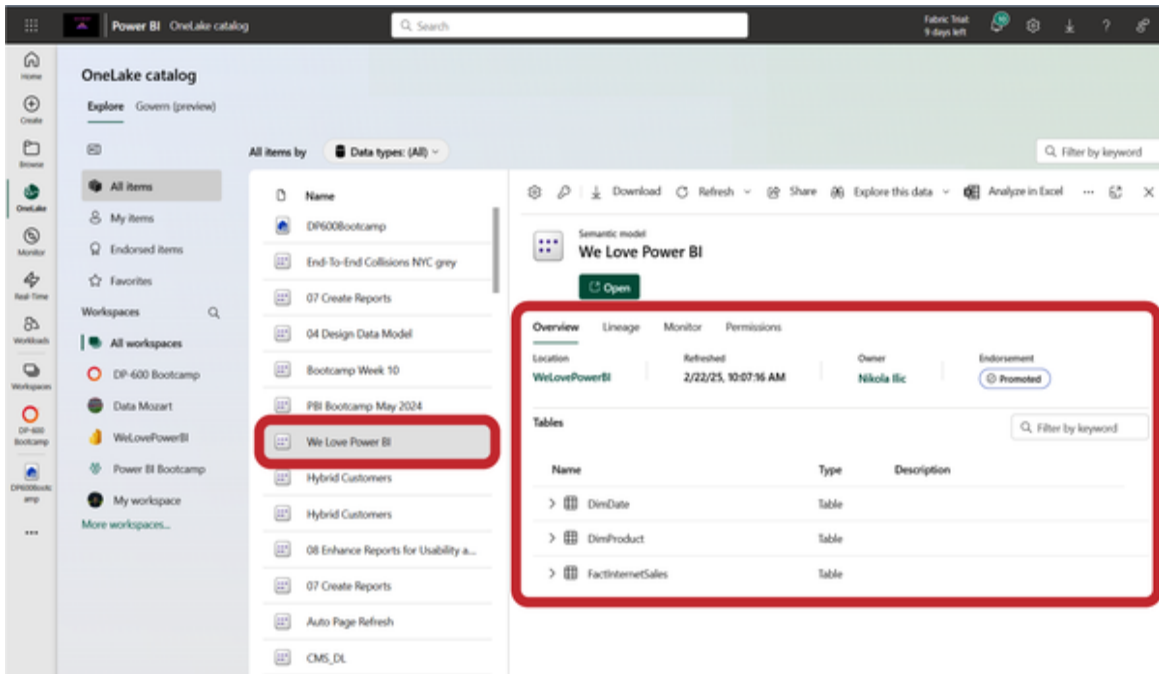 Power BI OneLake catalog
Search
Fabric Trial:
9 days left
Home
Create
Browse
OneLake
Monitor
Real-Time
Workloads
Workspaces
DP-600
Bootcamp
DP600Bootc
amp
OneLake catalog
Explore Govern (preview)
All items
My items
Endorsed items
Favorites
Workspaces
All workspaces
DP-600 Bootcamp
Data Mozart
WeLovePowerBI
Power BI Bootcamp
My workspace
More workspaces...
All items by Data types: (All)
Filter by keyword
Name
DP600Bootcamp
End-To-End Collisions NYC grey
07 Create Reports
04 Design Data Model
Bootcamp Week 10
PBI Bootcamp May 2024
We Love Power BI
Hybrid Customers
Hybrid Customers
08 Enhance Reports for Usability a...
07 Create Reports
Auto Page Refresh
CMS_DL
Download Refresh Share Explore this data Analyze in Excel ...
Semantic model
We Love Power BI
Open
Overview Lineage Monitor Permissions
Location Refreshed Owner Endorsement
WeLovePowerBI 2/22/25, 10:07:16 AM Nikola Ilic Promoted
Tables
Filter by keyword
Name Type Description
DimDate Table
DimProduct Table
FactInternetSales Table